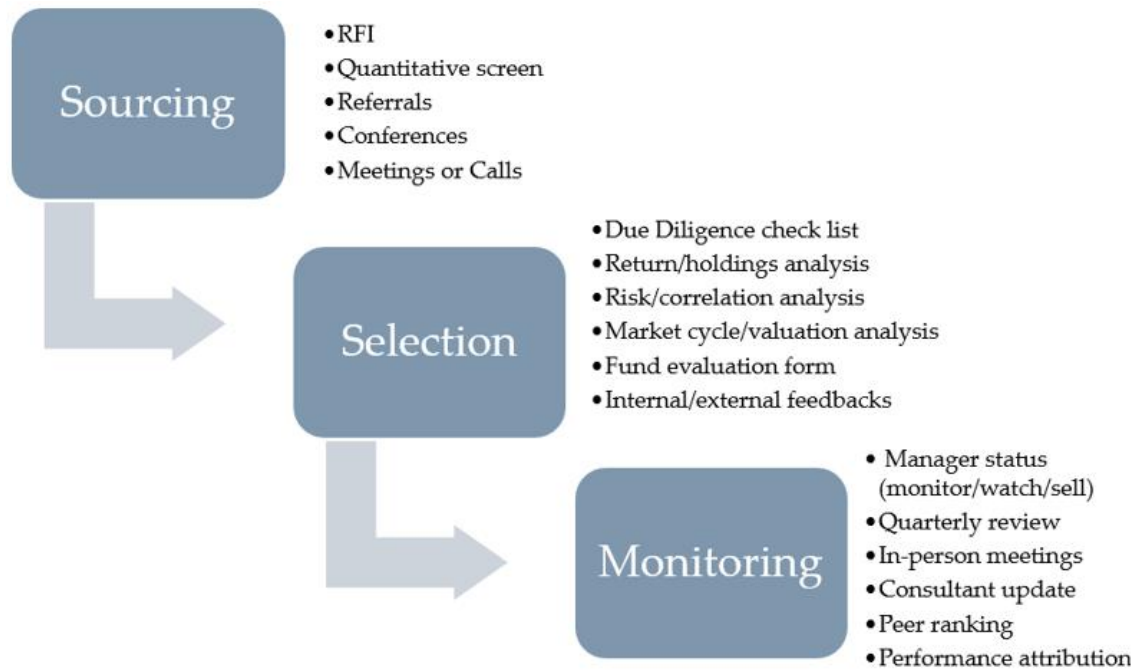 Sourcing
•RFI
•Quantitative screen
•Referrals
•Conferences
•Meetings or Calls
Selection
•Due Diligence check list
•Return/holdings analysis
•Risk/correlation analysis
•Market cycle/valuation analysis
•Fund evaluation form
•Internal/external feedbacks
Monitoring
• Manager status
(monitor/watch/sell)
•Quarterly review
•In-person meetings
•Consultant update
•Peer ranking
•Performance attribution